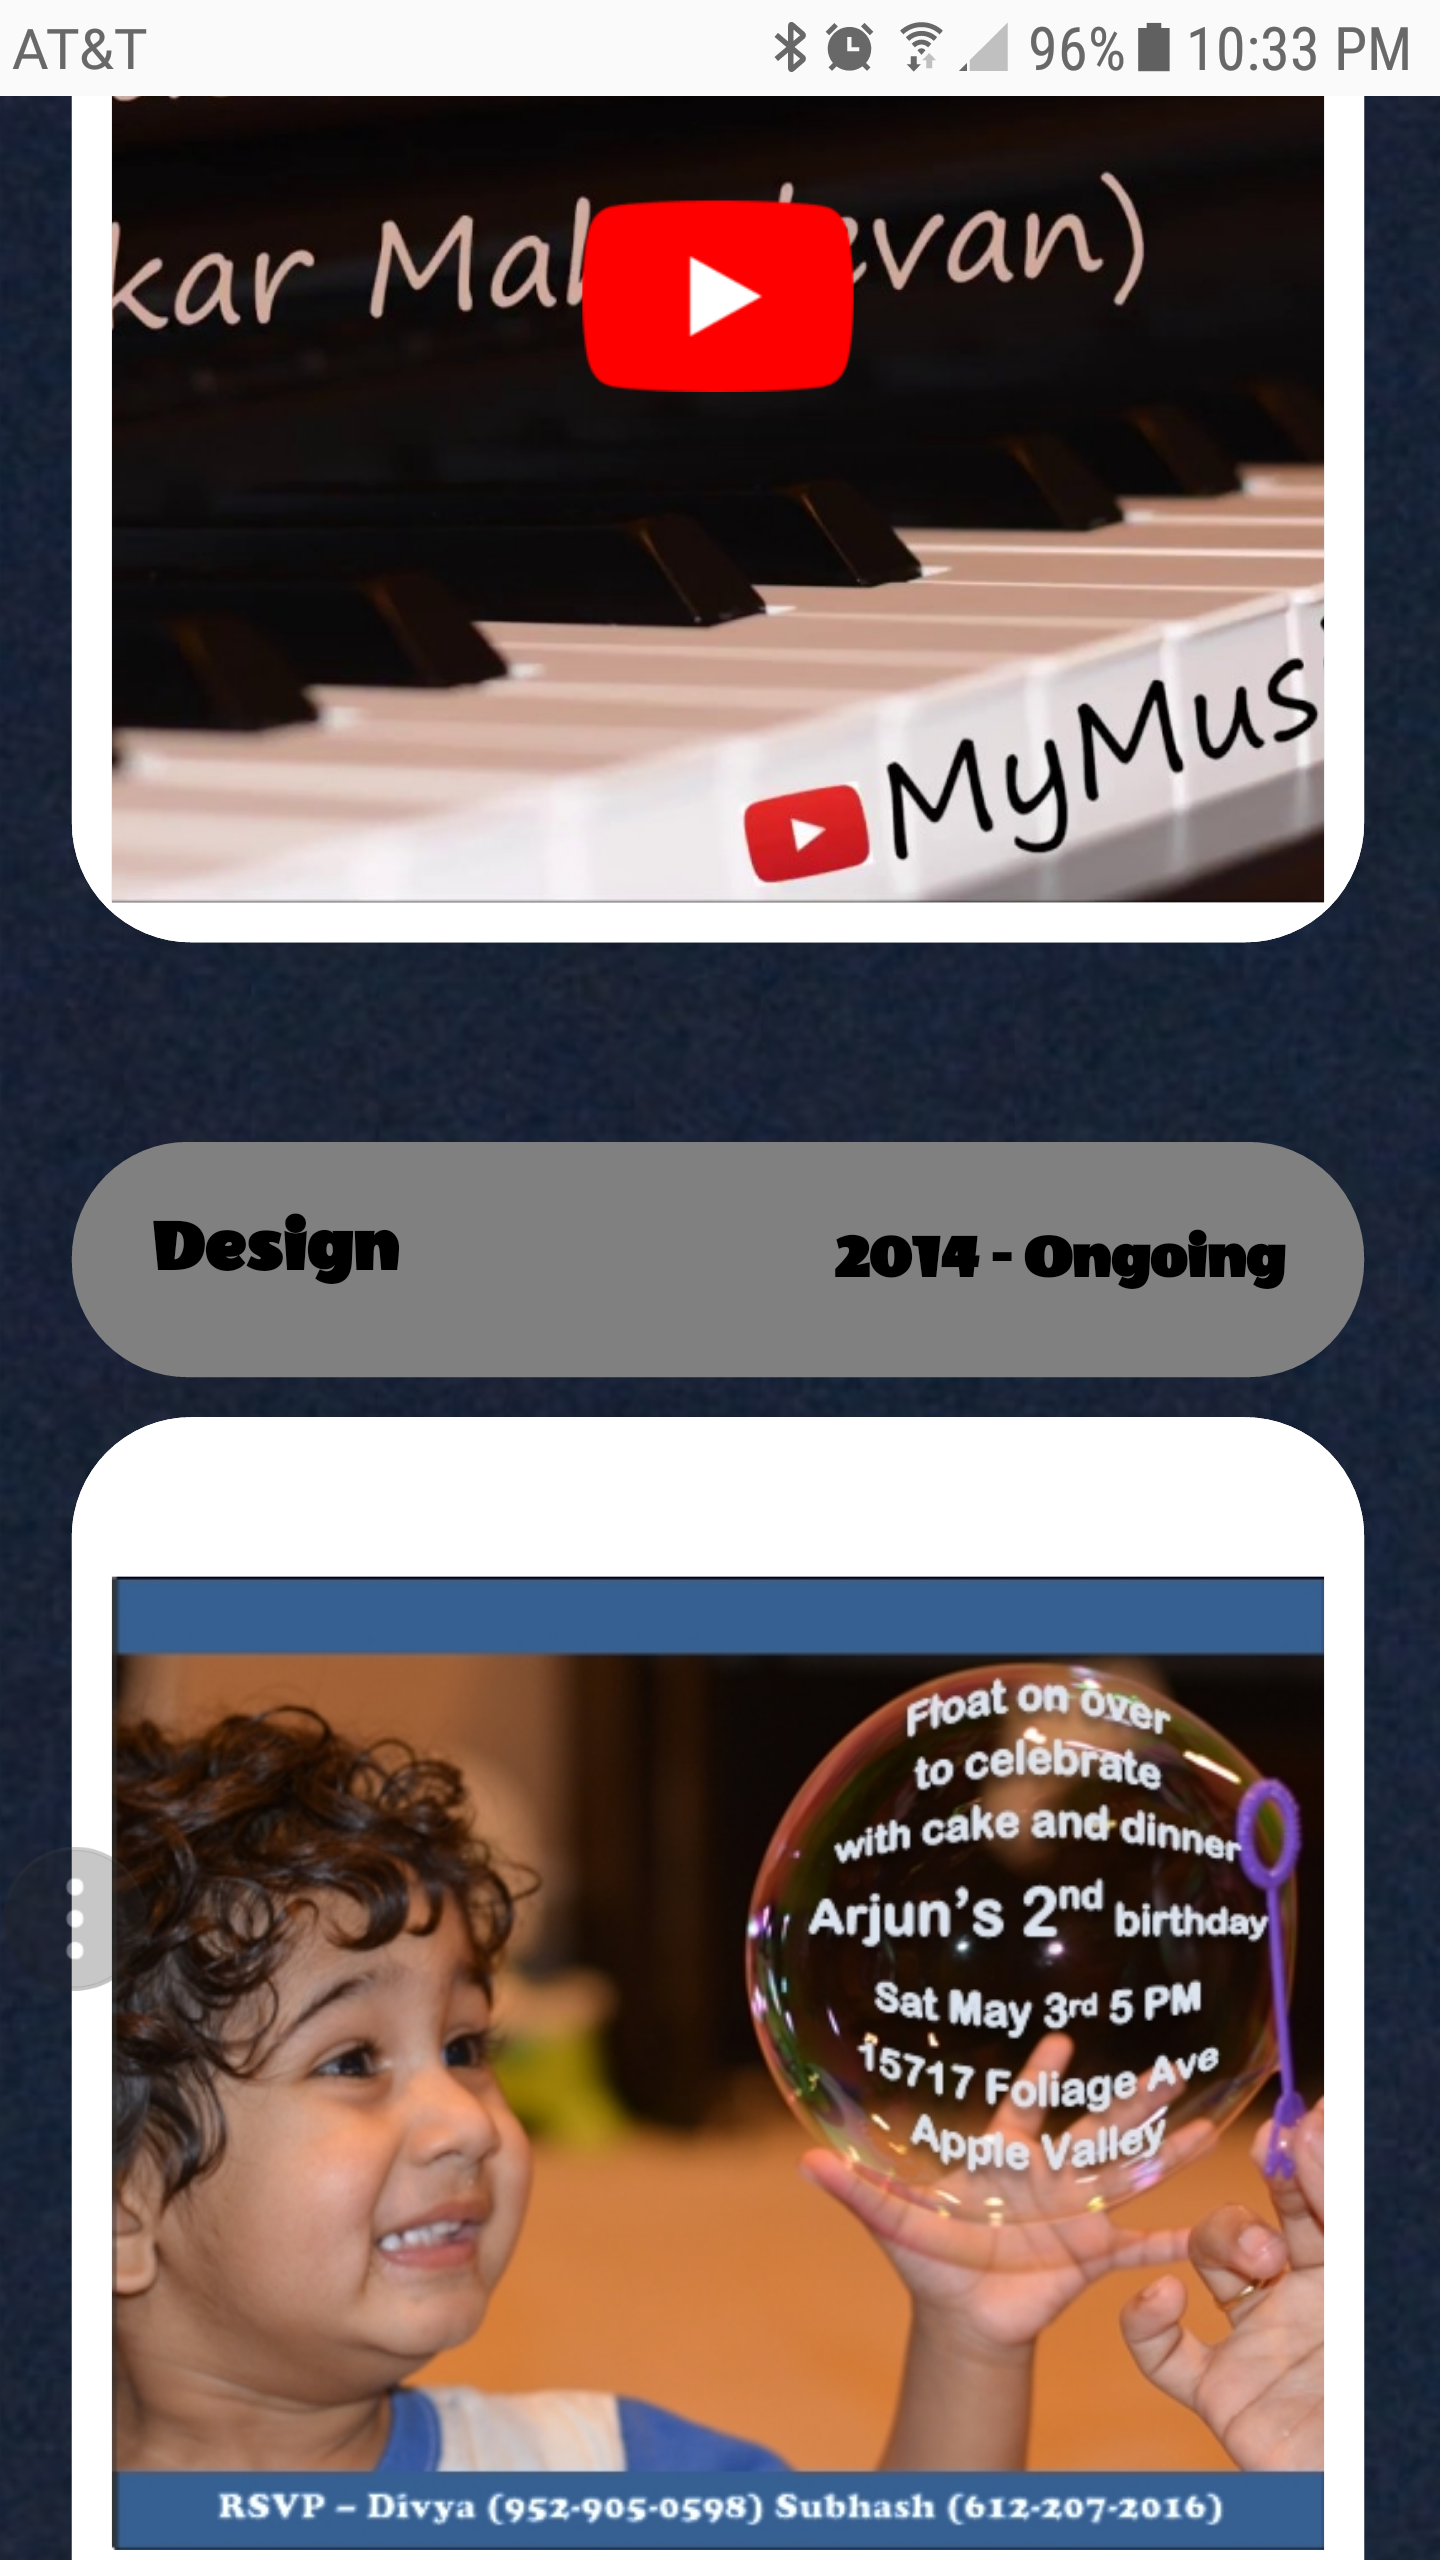 AT&T 96% 10:33 PM
kar Ma evan)
MyMus
Design 2014 - Ongoing
Float on over
to celebrate
with cake and dinner
Arjun's 2nd birthday
Sat May 3rd 5 PM
15717 Foliage Ave
Apple Valley
RSVP – Divya (952-905-0598) Subhash (612-207-2016)